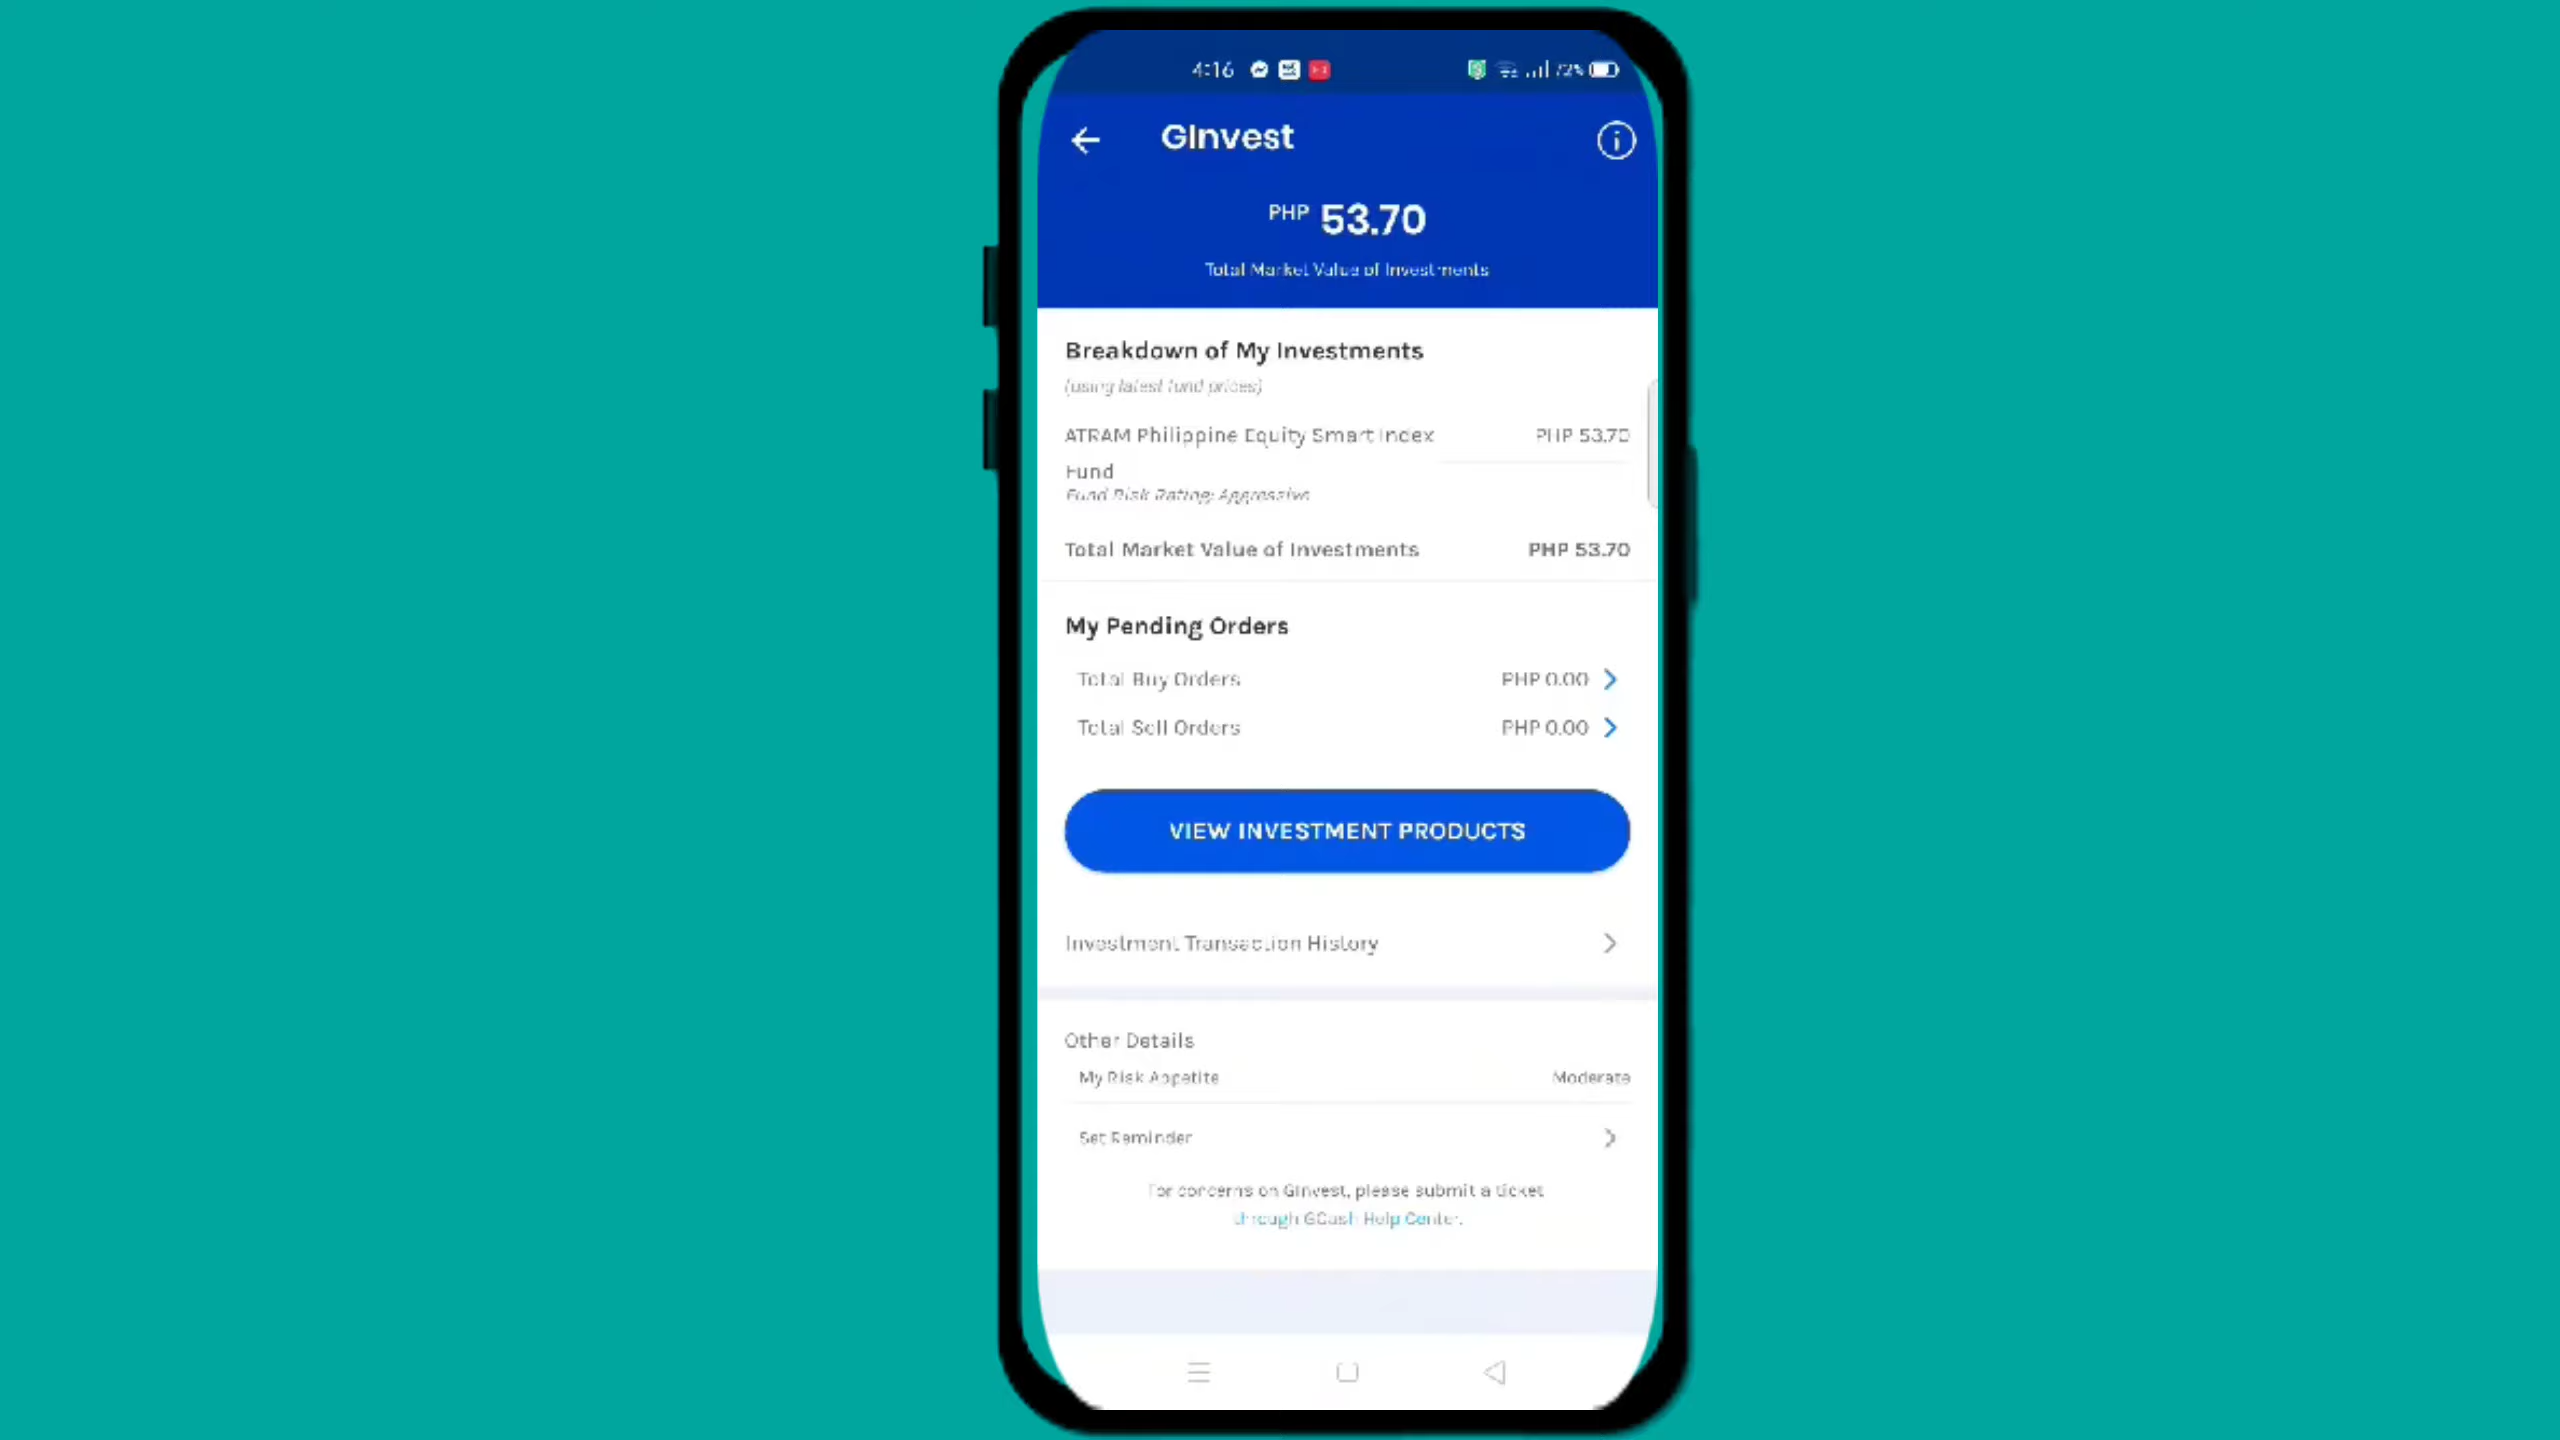 4:16
72%
GInvest
PHP 53.70
Total Market Value of Investments
Breakdown of My Investments
(using latest fund prices)
ATRAM Philippine Equity Smart Index PHP 53.70
Fund
Fund Risk Rating: Aggressive
Total Market Value of Investments PHP 53.70
My Pending Orders
Total Buy Orders PHP 0.00
Total Sell Orders PHP 0.00
VIEW INVESTMENT PRODUCTS
Investment Transaction History
Other Details
My Risk Appetite Moderate
Set Reminder
For concerns on GInvest, please submit a ticket
through GCash Help Center.